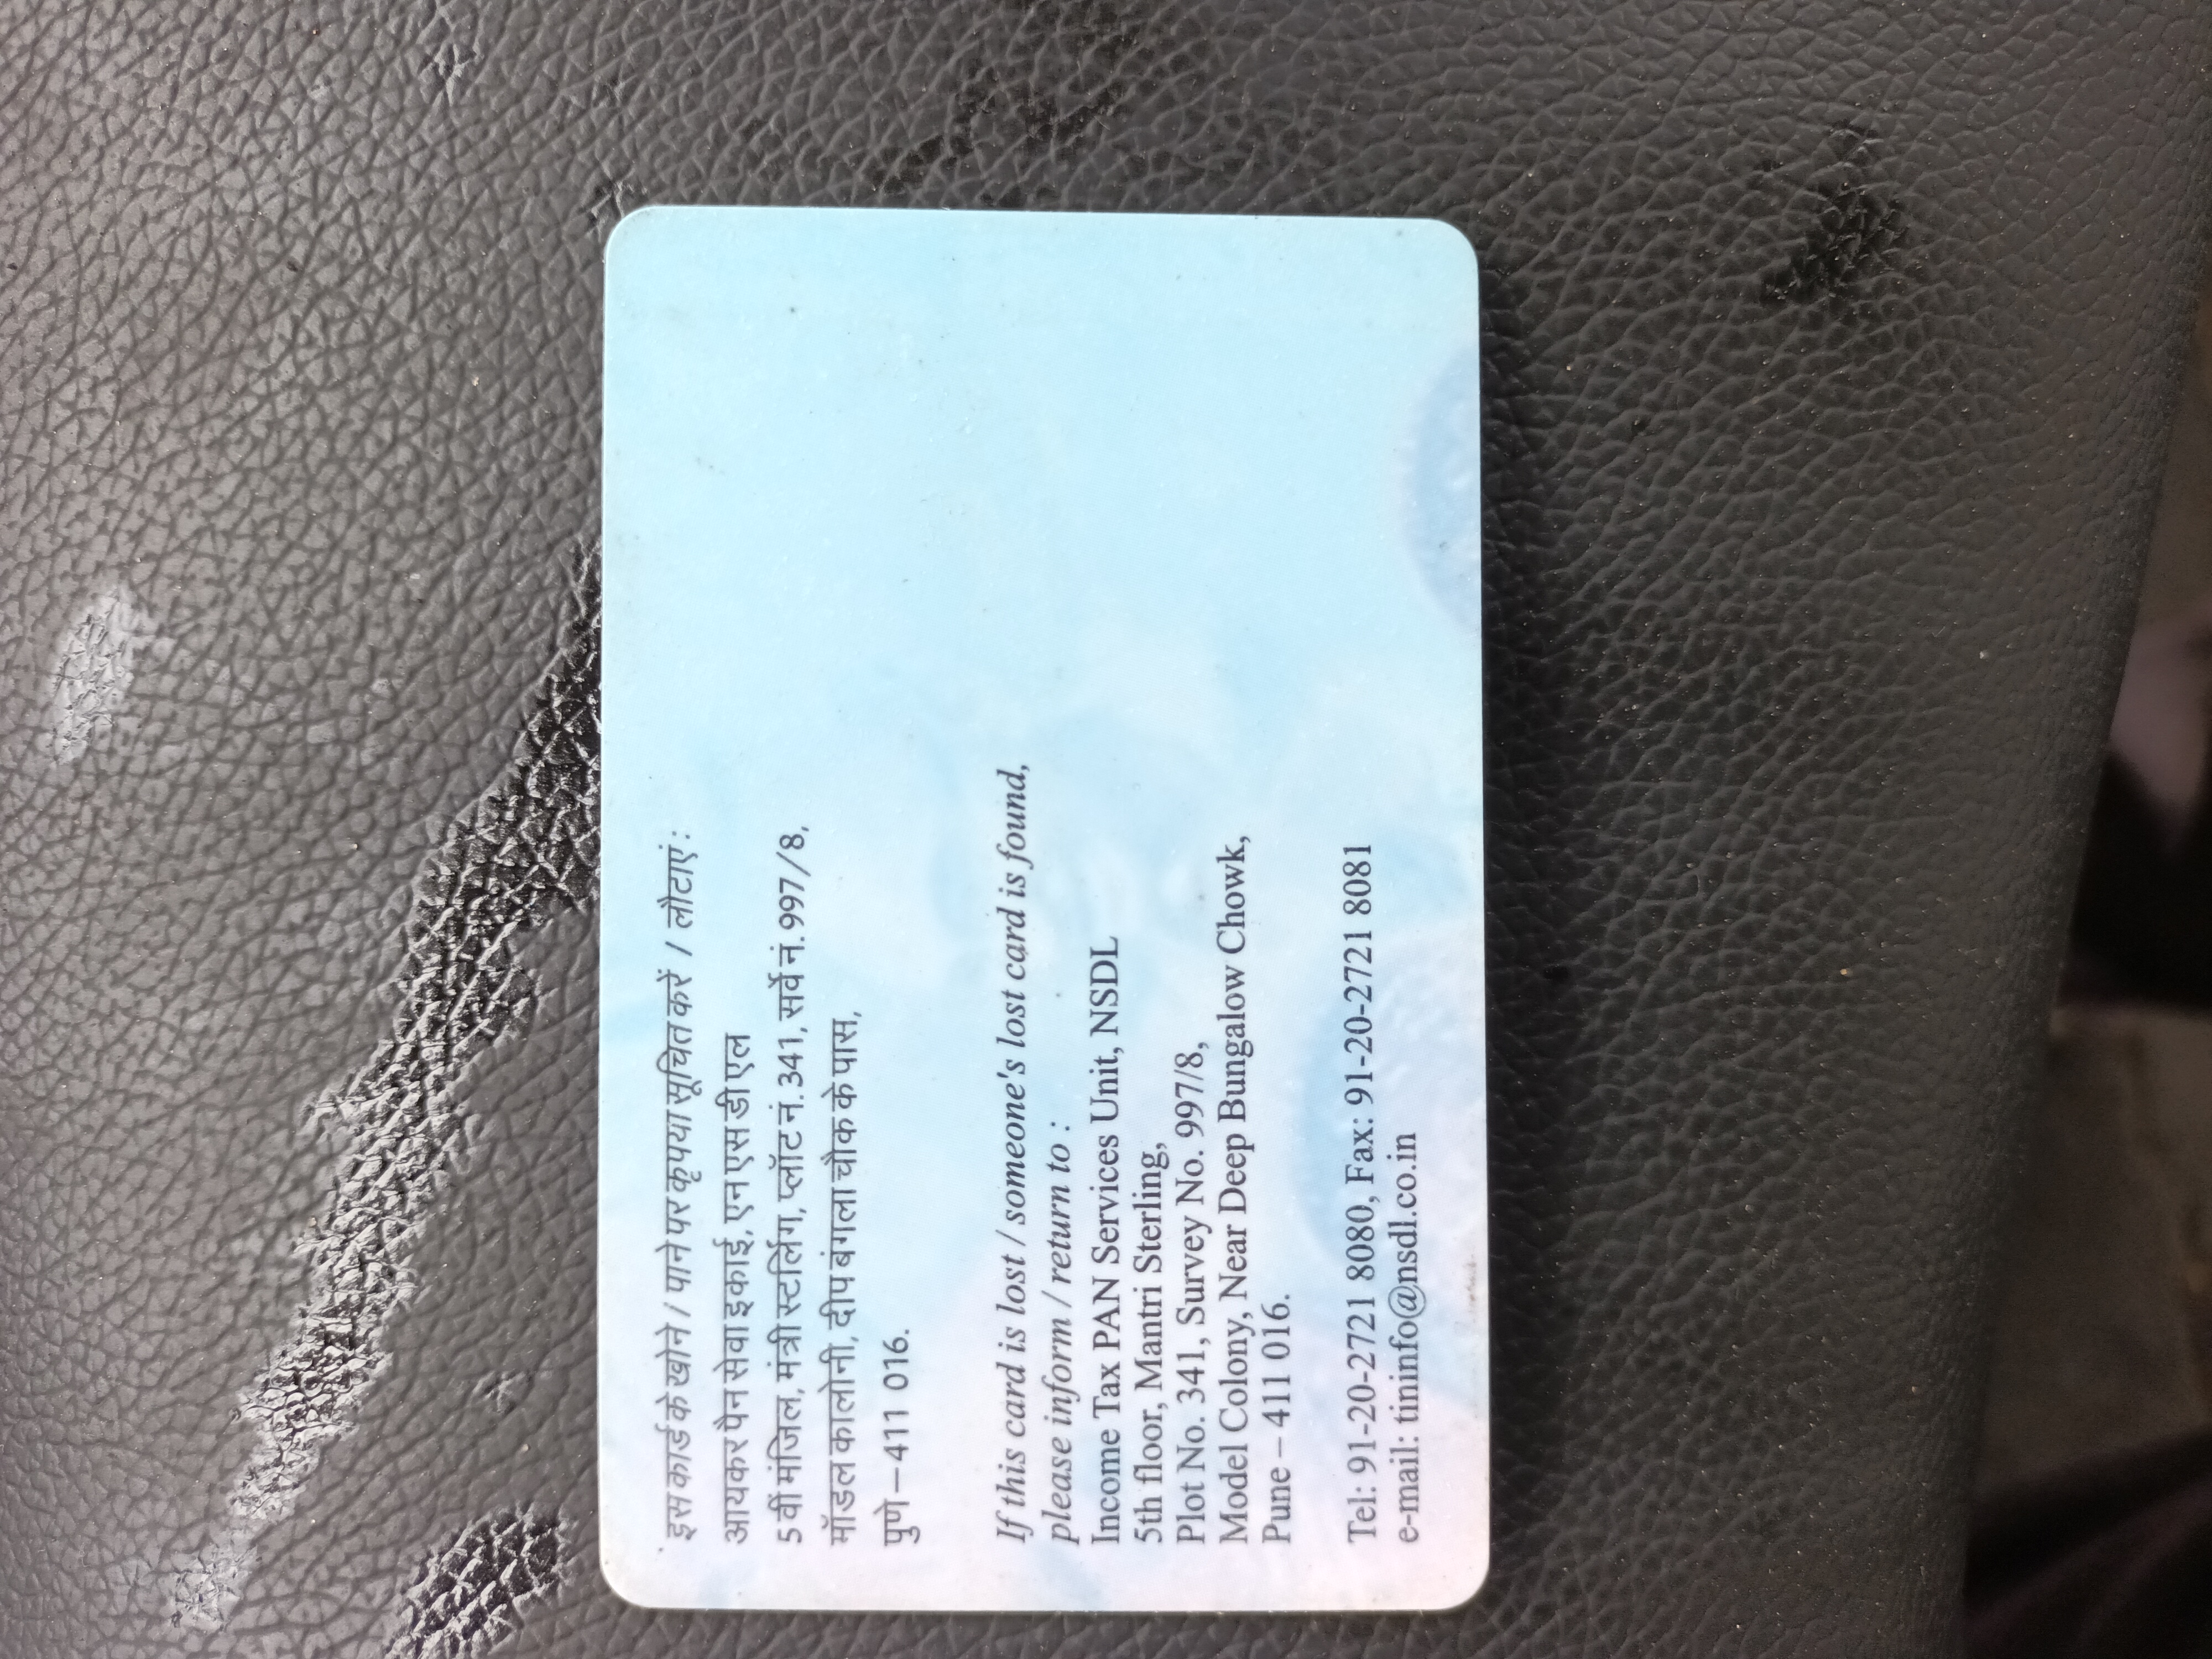 इस कार्ड के खोने / पाने पर कृपया सूचित करें / लौटाएं :
आयकर पैन सेवा इकाई, एन एस डी एल
5 वीं मंजिल, मंत्री स्टर्लिंग, प्लॉट नं. 341, सर्वे नं. 997/8,
मॉडल कालोनी, दीप बंगला चौक के पास,
पुणे – 411 016.
If this card is lost / someone's lost card is found,
please inform / return to :
Income Tax PAN Services Unit, NSDL
5th floor, Mantri Sterling,
Plot No. 341, Survey No. 997/8,
Model Colony, Near Deep Bungalow Chowk,
Pune – 411 016.
Tel: 91-20-2721 8080, Fax: 91-20-2721 8081
e-mail: tininfo@nsdl.co.in